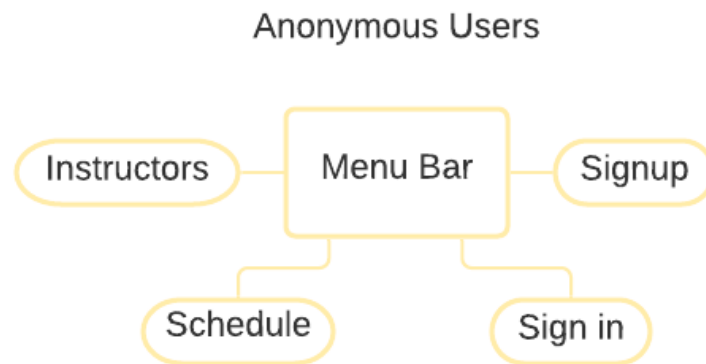 Anonymous Users
Instructors
Menu Bar
Signup
Schedule
Sign in